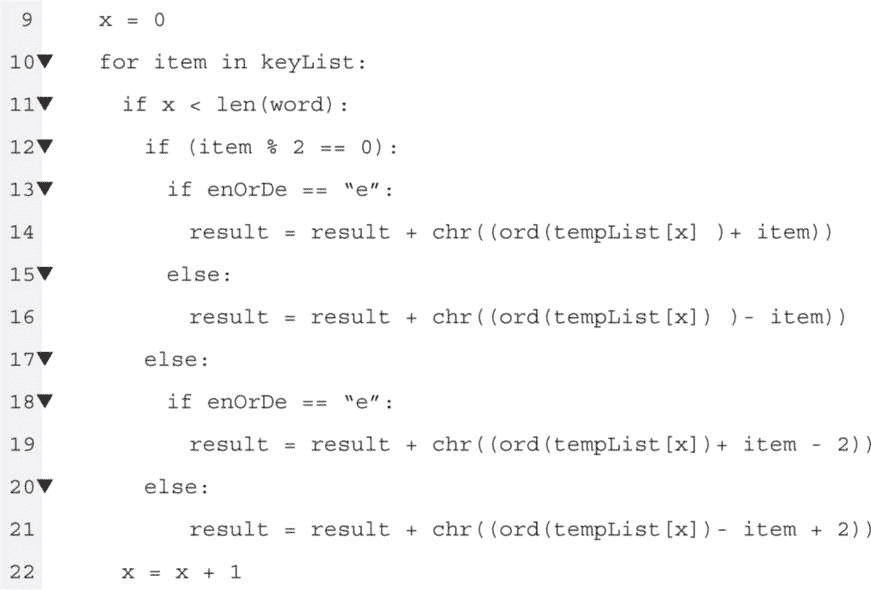 9 x = 0
10▼ for item in keyList:
11▼ if x < len(word):
12▼ if (item % 2 == 0):
13▼ if enOrDe == “e”:
14 result = result + chr((ord(tempList[x] )+ item))
15▼ else:
16 result = result + chr((ord(tempList[x]) )- item))
17▼ else:
18▼ if enOrDe == “e”:
19 result = result + chr((ord(tempList[x])+ item - 2))
20▼ else:
21 result = result + chr((ord(tempList[x])- item + 2))
22 x = x + 1